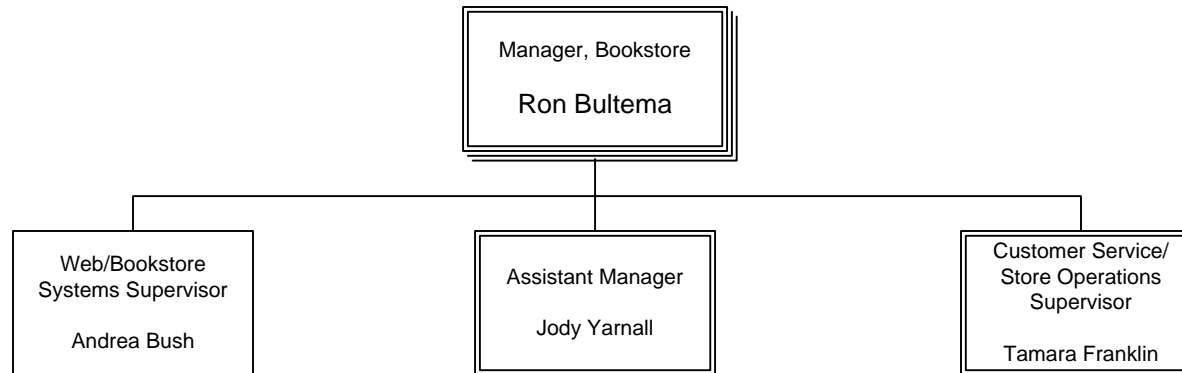 Manager, Bookstore
Ron Bultema
Web/Bookstore
Systems Supervisor
Andrea Bush
Assistant Manager
Jody Yarnall
Customer Service/
Store Operations
Supervisor
Tamara Franklin